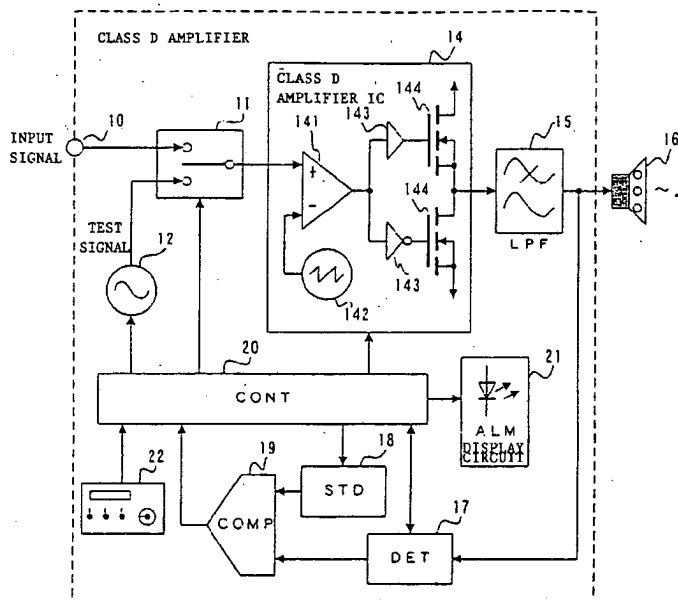 CLASS D AMPLIFIER
14
CLASS D
AMPLIFIER IC
144
143
11
10
INPUT
SIGNAL
141
+
-
15
16
144
LPF
TEST
SIGNAL
12
143
142
20
CONT
21
ALM
DISPLAY
CIRCUIT
22
19
COMP
18
STD
17
DET